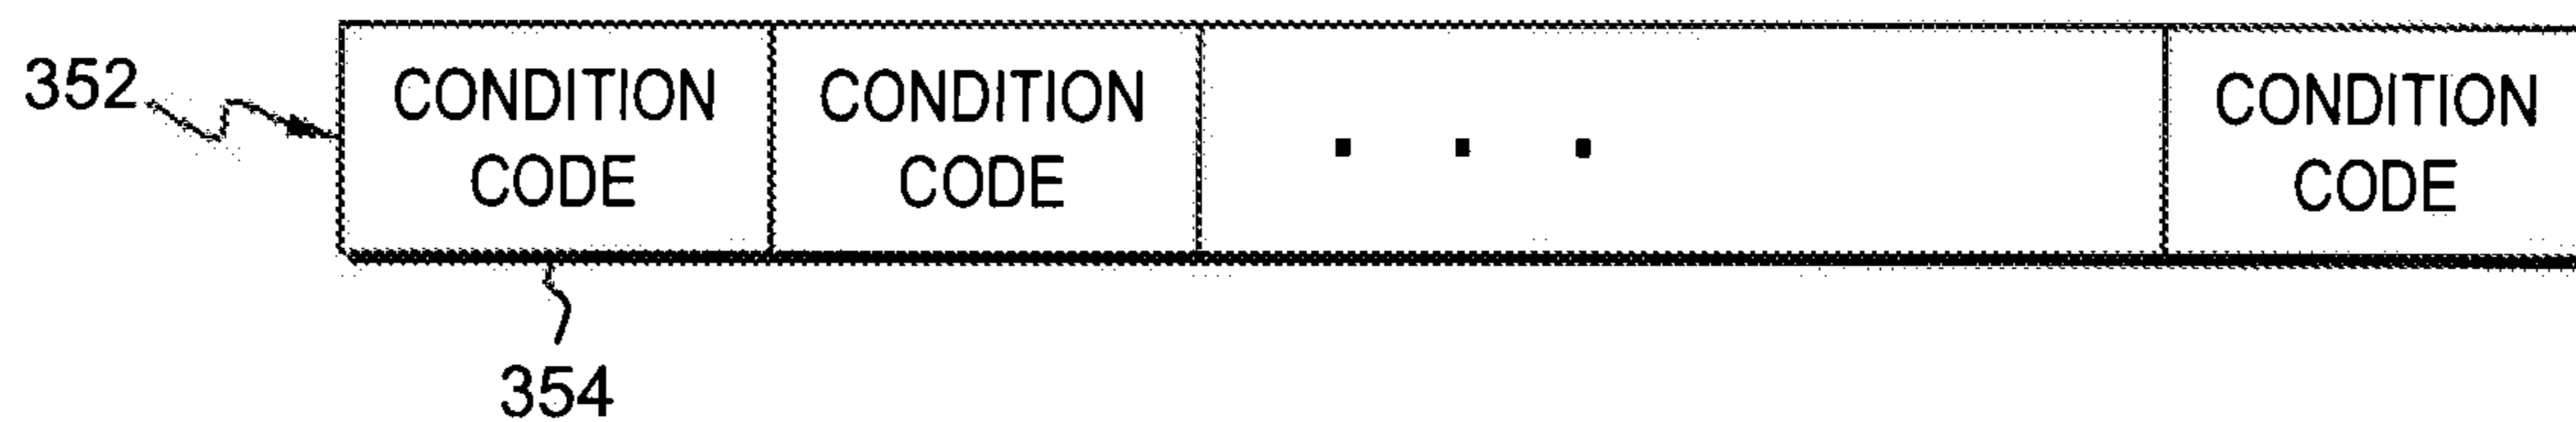 352
CONDITION CODE
CONDITION CODE
. . .
CONDITION CODE
354